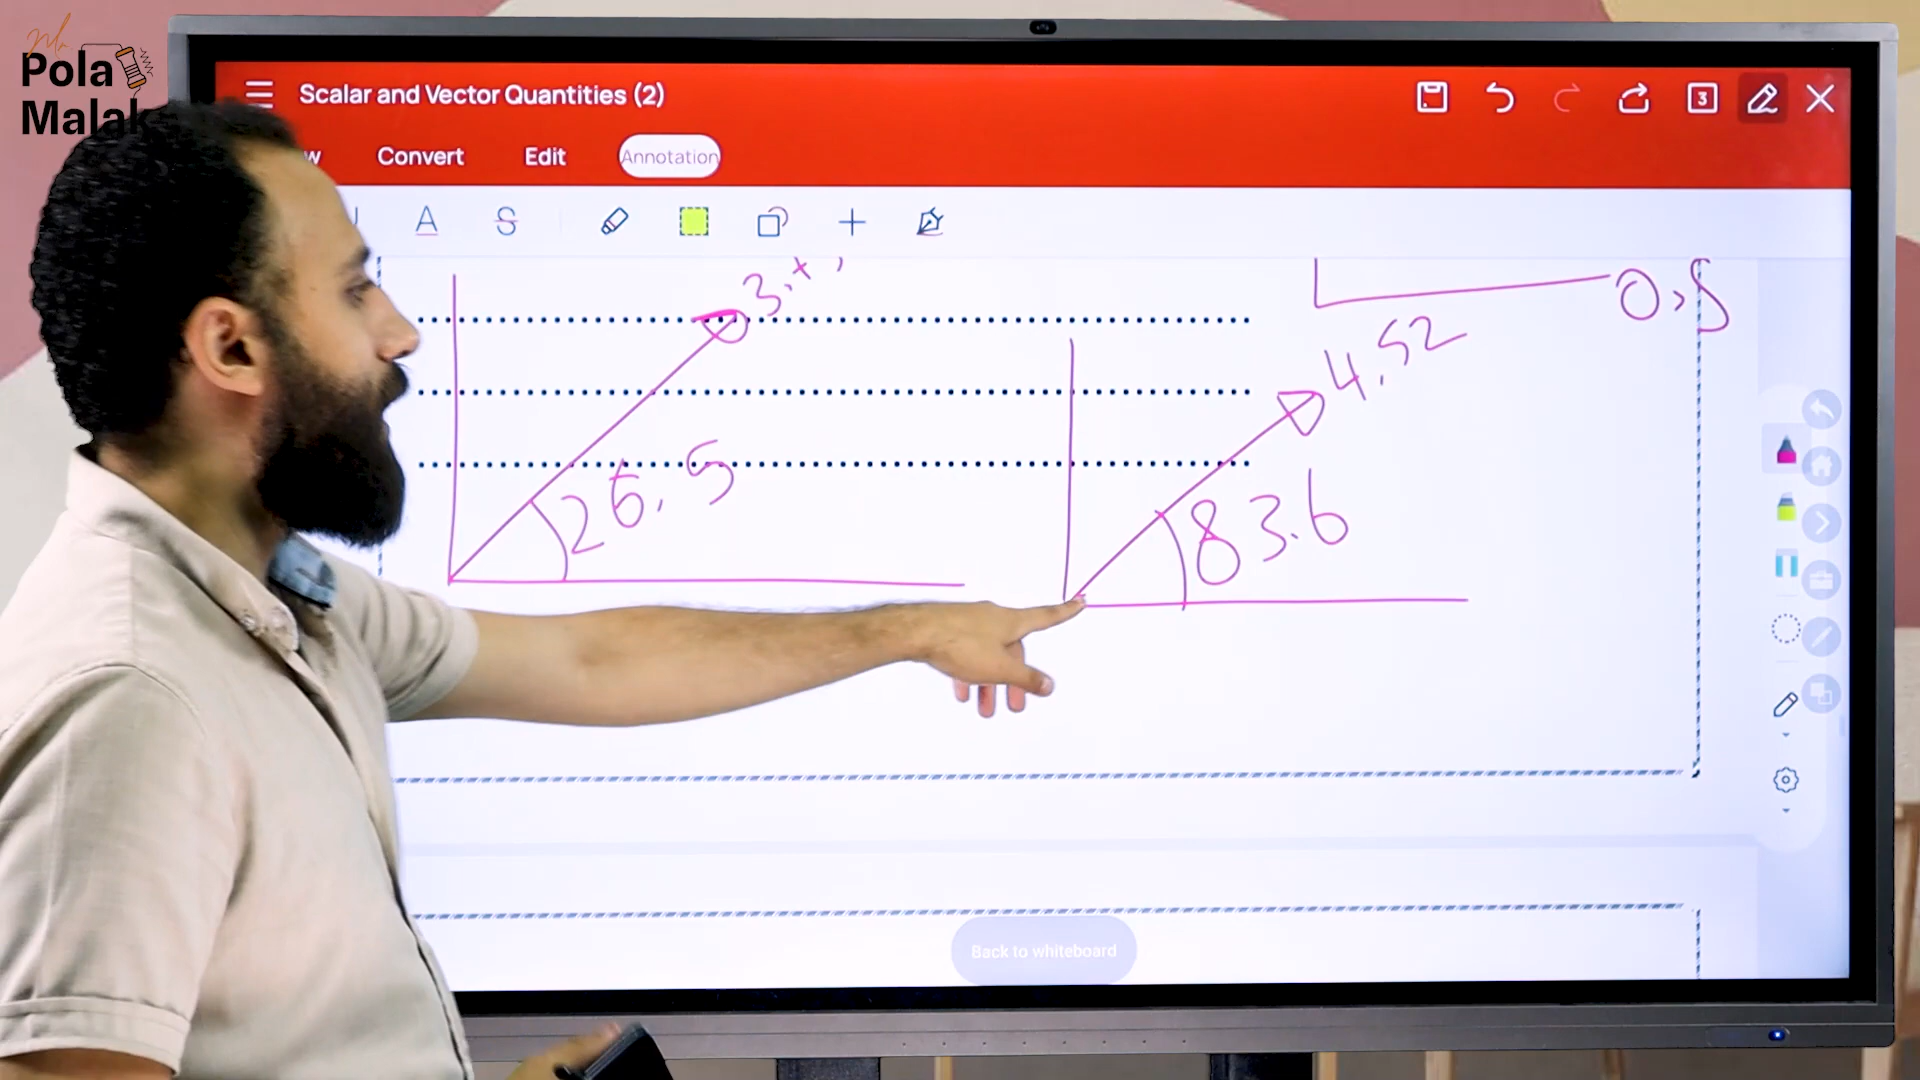 Mr.
Pola
Malak
Scalar and Vector Quantities (2)
3
Convert Edit Annotation
A S
0,5
4.52
26.5
83.6
Back to whiteboard